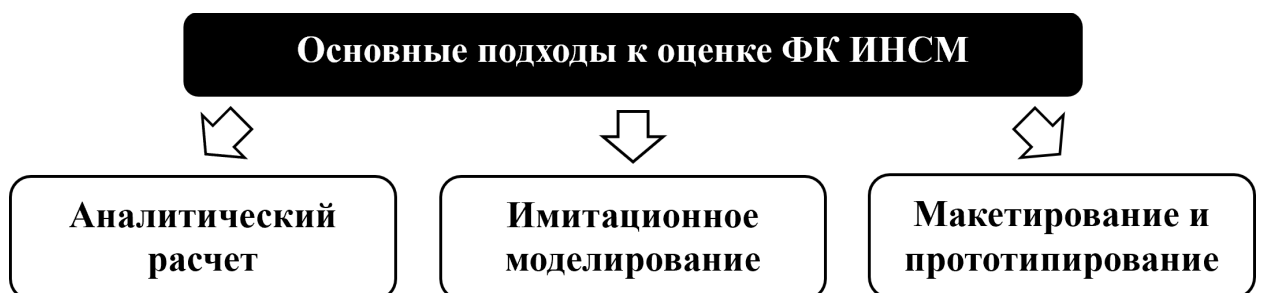 Основные подходы к оценке ФК ИНСМ
Аналитический
расчет
Имитационное
моделирование
Макетирование и
прототипирование